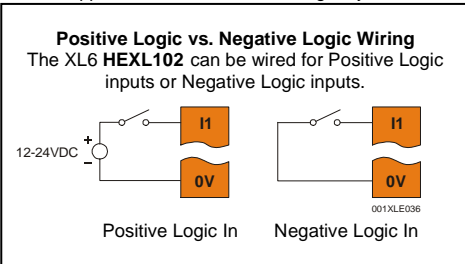 Positive Logic vs. Negative Logic Wiring
The XL6 HEXL102 can be wired for Positive Logic
inputs or Negative Logic inputs.
I1
I1
12-24VDC
+
−
0V
0V
001XLE036
Positive Logic In
Negative Logic In